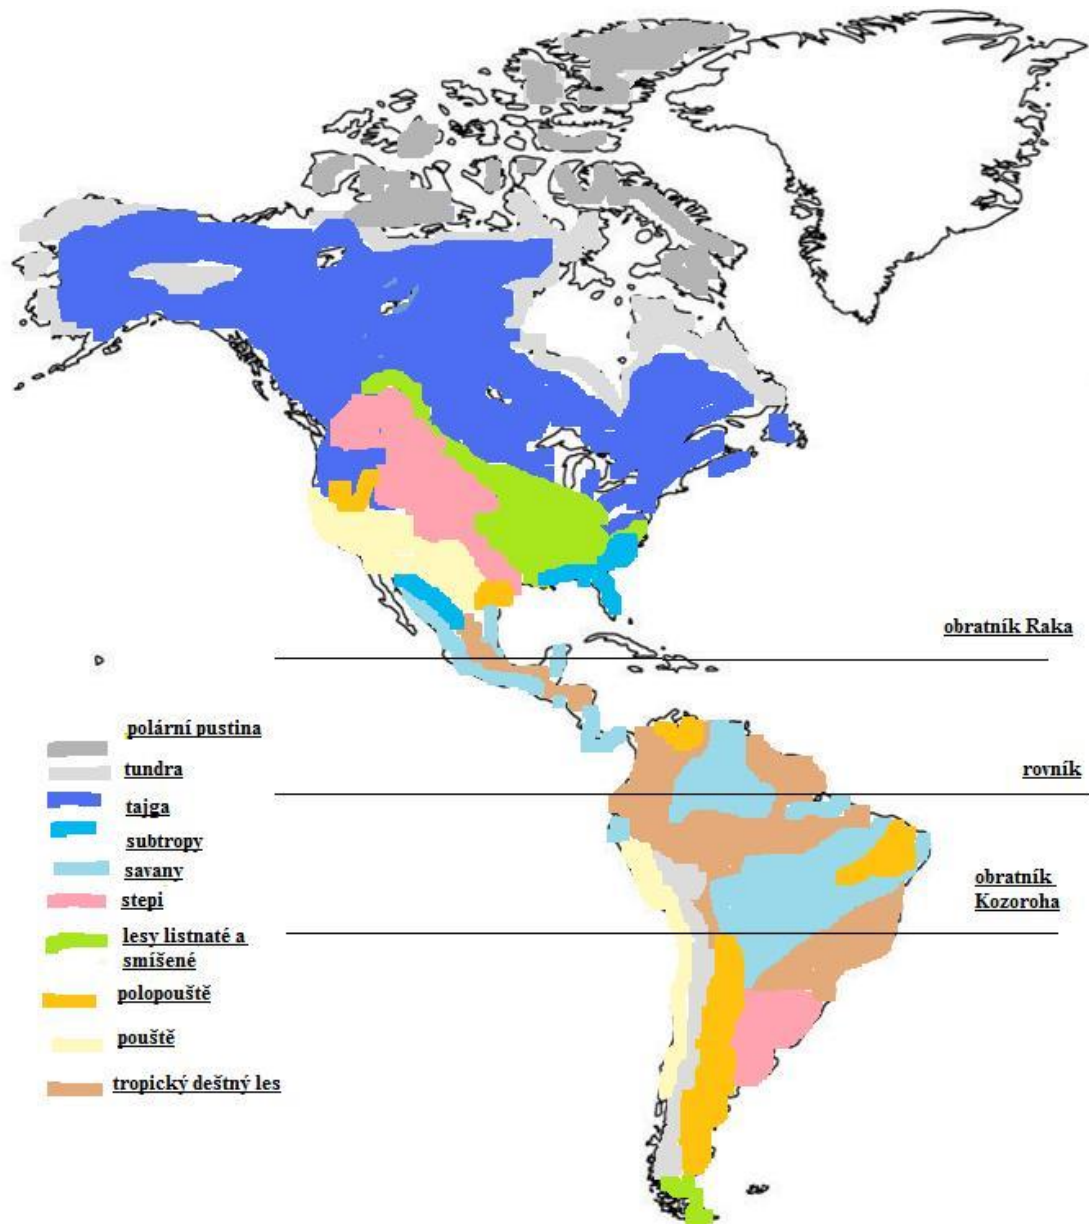 obratník Raka
polární pustina
tundra
rovník
tajga
subtropy
savany
obratník
Kozoroha
stepi
lesy listnaté a
smíšené
polopouště
pouště
tropický deštný les